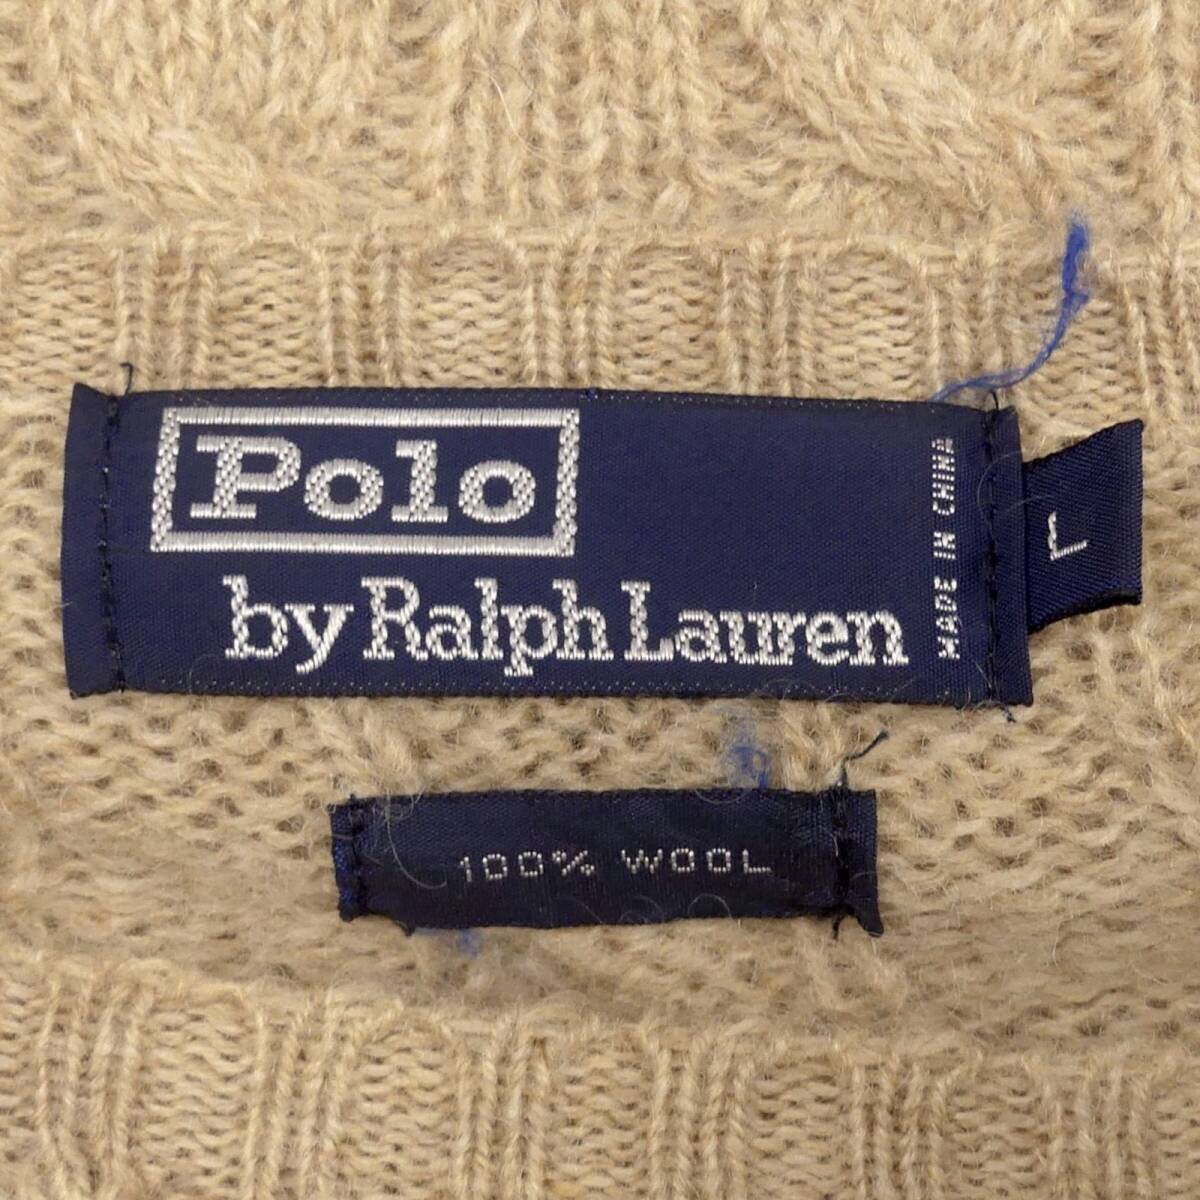 Polo
by Ralph Lauren
MADE IN CHINA
L
100% WOOL